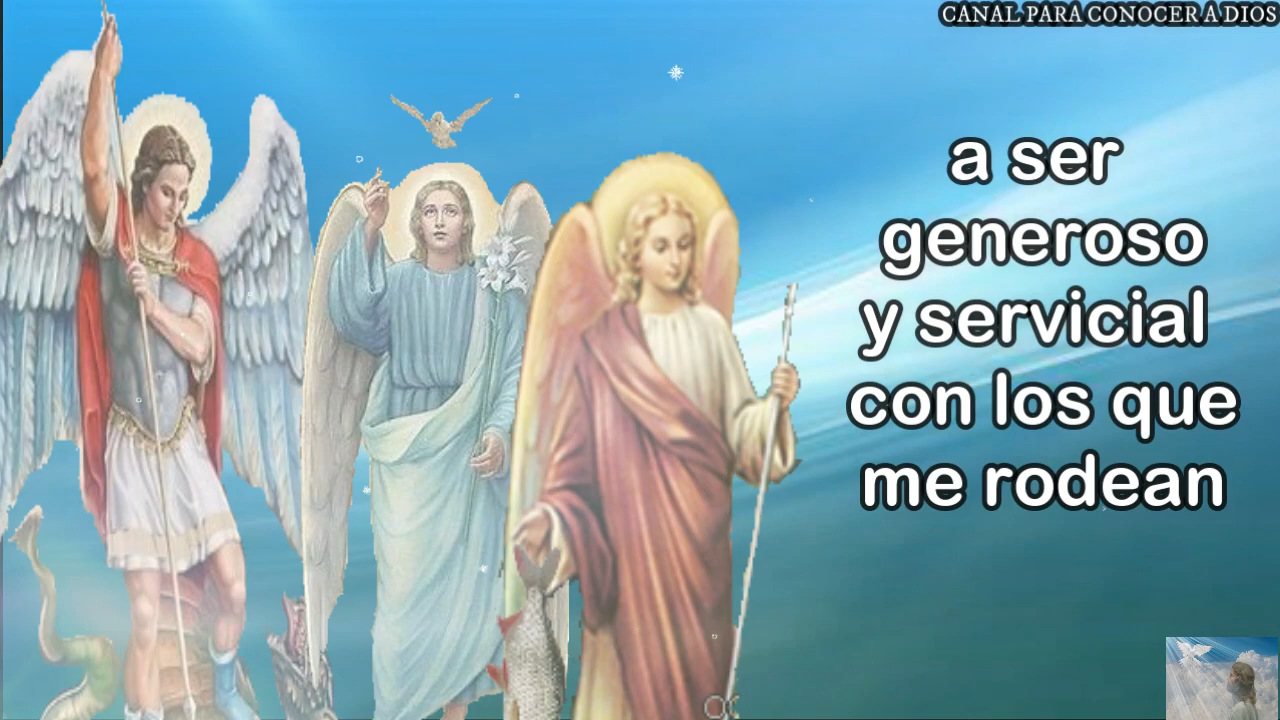 CANAL PARA CONOCER A DIOS
a ser
generoso
y servicial
con los que
me rodean